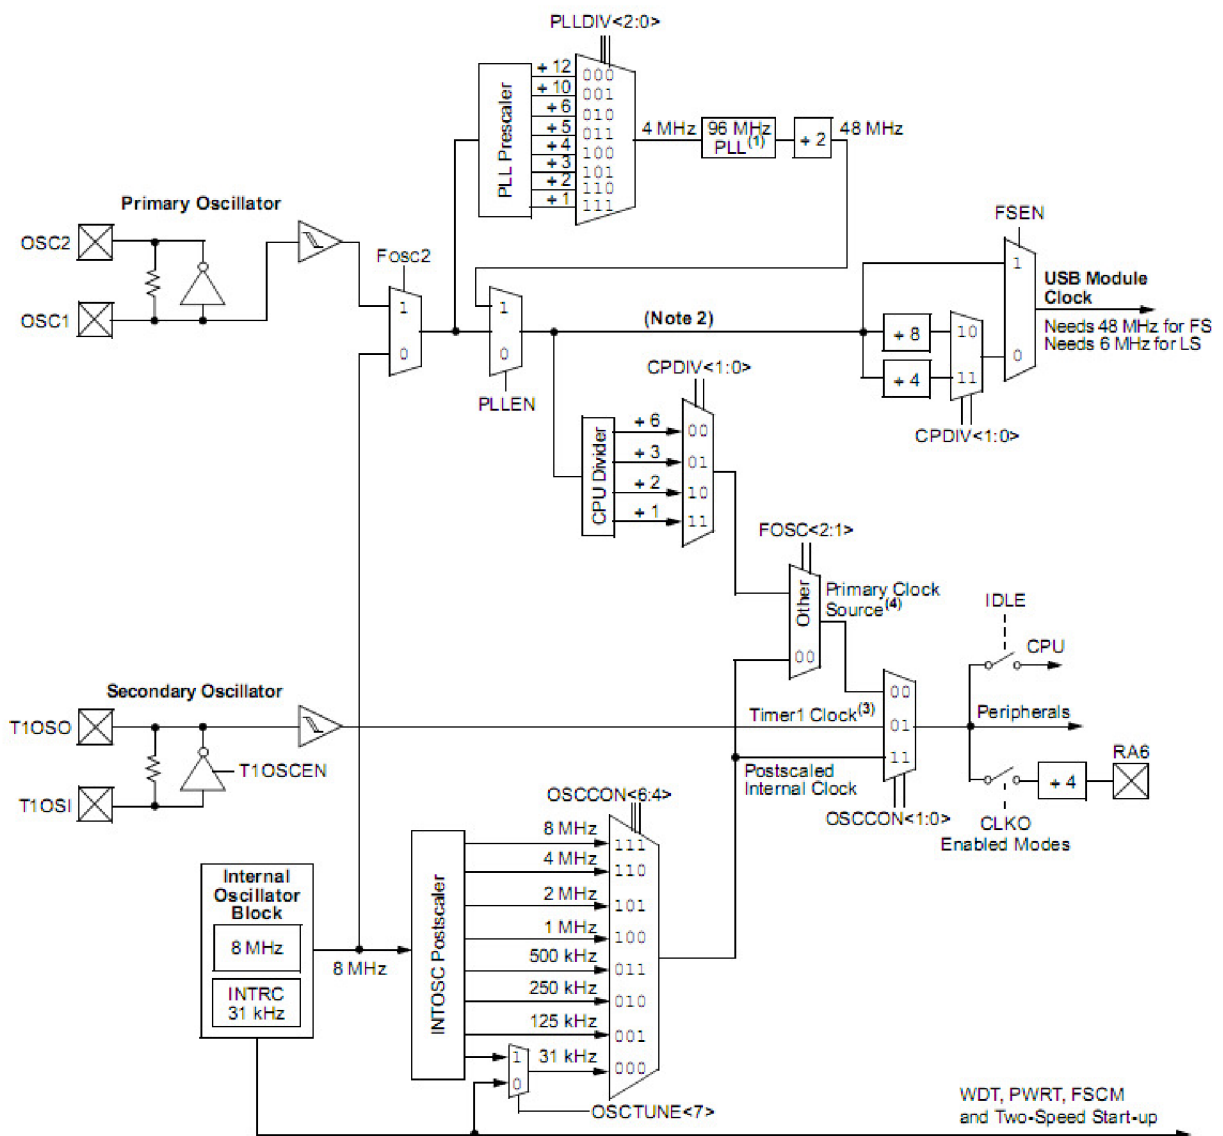 PLLDIV<2:0>
PLL Prescaler
÷ 12
÷ 10
÷ 6
÷ 5
÷ 4
÷ 3
÷ 2
÷ 1
000
001
010
011
100
101
110
111
4 MHz
96 MHz
PLL(1)
÷ 2
48 MHz
Primary Oscillator
OSC2
OSC1
FOSC2
1
0
1
0
PLLEN
(Note 2)
FSEN
1
0
USB Module
Clock
Needs 48 MHz for FS
Needs 6 MHz for LS
÷ 8
÷ 4
10
11
CPDIV<1:0>
CPDIV<1:0>
CPU Divider
÷ 6
÷ 3
÷ 2
÷ 1
00
01
10
11
FOSC<2:1>
Other
00
Primary Clock
Source(4)
IDLE
CPU
Secondary Oscillator
T1OSO
T1OSI
T1OSCEN
Timer1 Clock(3)
00
01
11
Peripherals
Postscaled
Internal Clock
OSCCON<1:0>
CLKO
Enabled Modes
÷ 4
RA6
OSCCON<6:4>
Internal
Oscillator
Block
8 MHz
INTRC
31 kHz
8 MHz
INTOSC Postscaler
8 MHz
4 MHz
2 MHz
1 MHz
500 kHz
250 kHz
125 kHz
31 kHz
111
110
101
100
011
010
001
000
1
0
OSCTUNE<7>
WDT, PWRT, FSCM
and Two-Speed Start-up